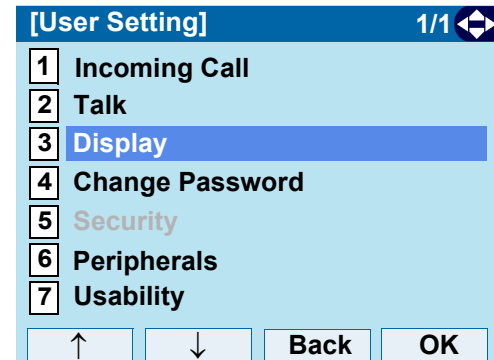 [User Setting] 1/1
1 Incoming Call
2 Talk
3 Display
4 Change Password
5 Security
6 Peripherals
7 Usability
↑ ↓ Back OK